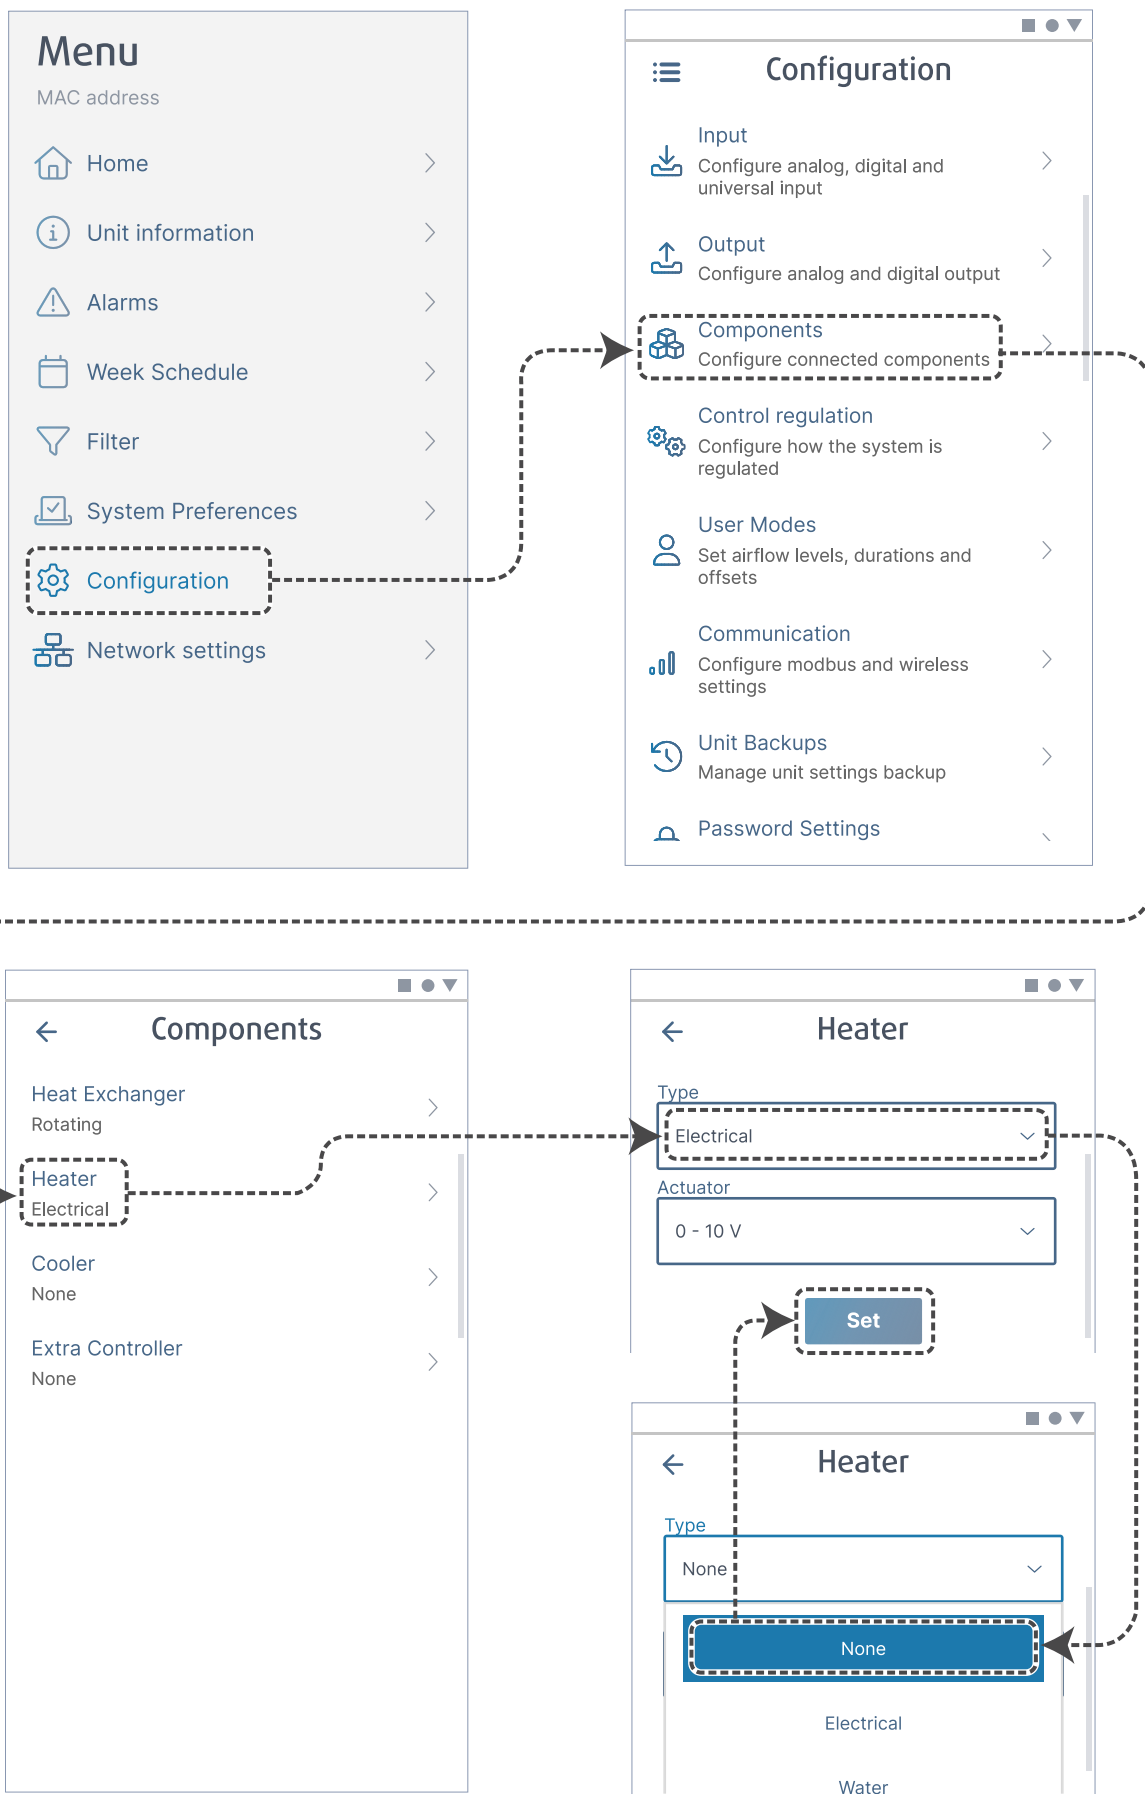 Menu
MAC address
Home
Unit information
Alarms
Week Schedule
Filter
System Preferences
Configuration
Network settings
Configuration
Input
Configure analog, digital and
universal input
Output
Configure analog and digital output
Components
Configure connected components
Control regulation
Configure how the system is
regulated
User Modes
Set airflow levels, durations and
offsets
Communication
Configure modbus and wireless
settings
Unit Backups
Manage unit settings backup
Password Settings
Components
Heat Exchanger
Rotating
Heater
Electrical
Cooler
None
Extra Controller
None
Heater
Type
Electrical
Actuator
0 - 10 V
Set
Heater
Type
None
None
Electrical
Water